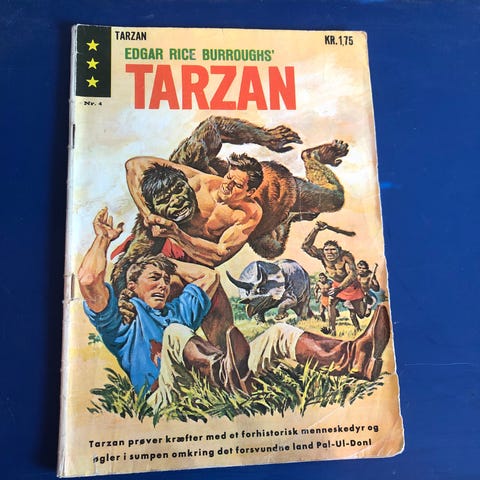 TARZAN
KR. 1,75
EDGAR RICE BURROUGHS'
TARZAN
Nr. 4
Tarzan prøver kræfter med et forhistorisk menneskedyr og
øgler i sumpen omkring det forsvundne land Pal-Ul-Don!